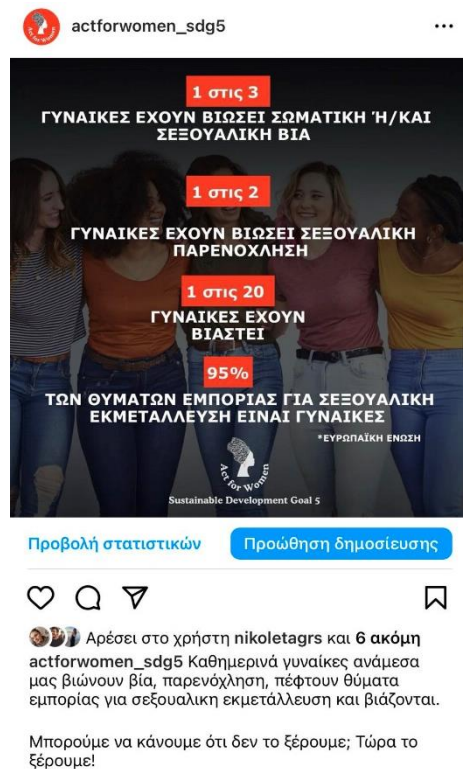 actforwomen_sdg5
1 στις 3
ΓΥΝΑΙΚΕΣ ΕΧΟΥΝ ΒΙΩΣΕΙ ΣΩΜΑΤΙΚΗ Ή/ΚΑΙ
ΣΕΞΟΥΑΛΙΚΗ ΒΙΑ
1 στις 2
ΓΥΝΑΙΚΕΣ ΕΧΟΥΝ ΒΙΩΣΕΙ ΣΕΞΟΥΑΛΙΚΗ
ΠΑΡΕΝΟΧΛΗΣΗ
1 στις 20
ΓΥΝΑΙΚΕΣ ΕΧΟΥΝ
ΒΙΑΣΤΕΙ
95%
ΤΩΝ ΘΥΜΑΤΩΝ ΕΜΠΟΡΙΑΣ ΓΙΑ ΣΕΞΟΥΑΛΙΚΗ
ΕΚΜΕΤΑΛΛΕΥΣΗ ΕΙΝΑΙ ΓΥΝΑΙΚΕΣ
*ΕΥΡΩΠΑΪΚΗ ΕΝΩΣΗ
Act for Women
Sustainable Development Goal 5
Προβολή στατιστικών
Προώθηση δημοσίευσης
Αρέσει στο χρήστη nikoletagrs και 6 ακόμη
actforwomen_sdg5 Καθημερινά γυναίκες ανάμεσα
μας βιώνουν βία, παρενόχληση, πέφτουν θύματα
εμπορίας για σεξουαλικη εκμετάλλευση και βιάζονται.
Μπορούμε να κάνουμε ότι δεν το ξέρουμε; Τώρα το
ξέρουμε!